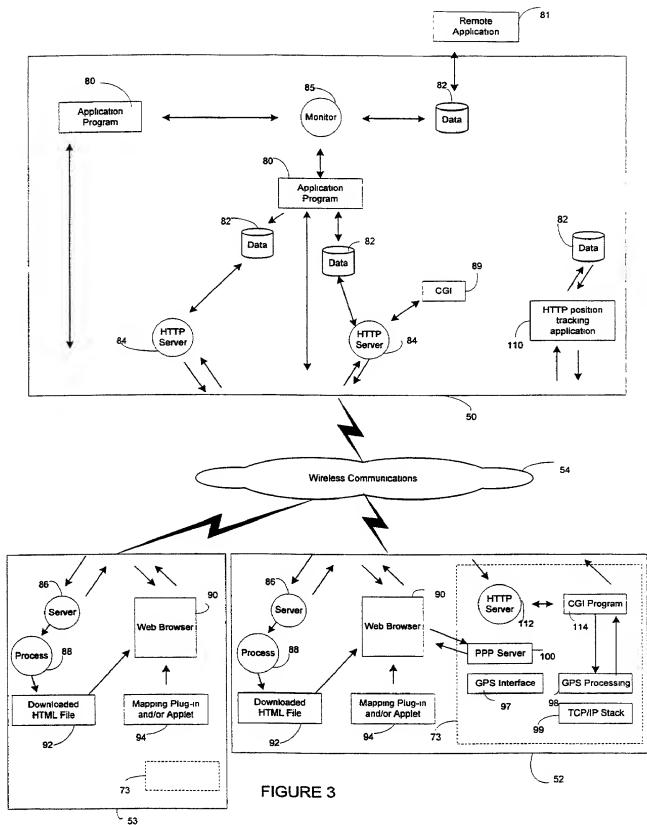 Remote
Application
81
80
Application
Program
85
Monitor
82
Data
80
Application
Program
82
Data
82
Data
89
CGI
82
Data
HTTP
Server
84
HTTP
Server
84
HTTP position
tracking
application
110
50
Wireless Communications
54
86
Server
90
Web Browser
Process
88
Downloaded
HTML File
92
Mapping Plug-in
and/or Applet
94
73
53
86
Server
90
Web Browser
Process
88
Downloaded
HTML File
92
Mapping Plug-in
and/or Applet
94
HTTP
Server
112
CGI Program
114
PPP Server
100
GPS Interface
97
GPS Processing
98
TCP/IP Stack
99
73
52
FIGURE 3